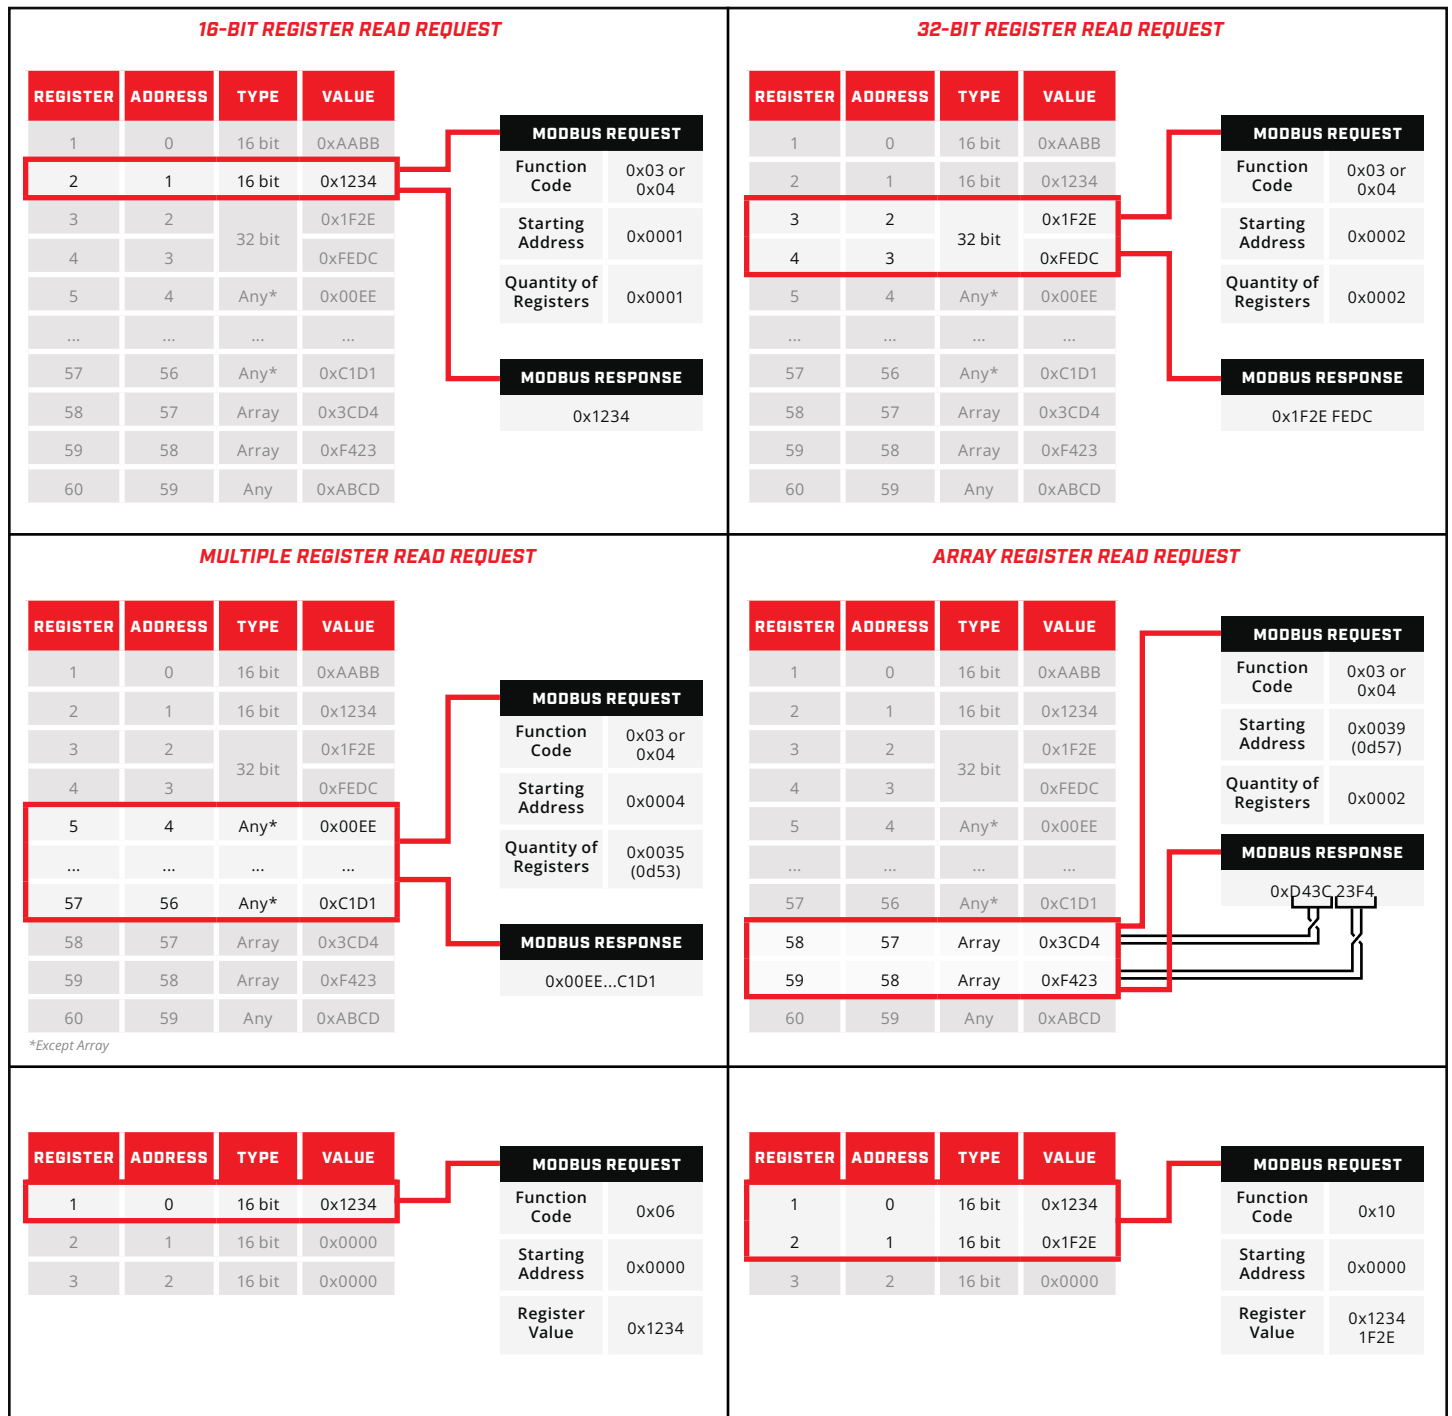 16-BIT REGISTER READ REQUEST
REGISTER ADDRESS TYPE VALUE
1 0 16 bit 0xAABB
2 1 16 bit 0x1234
3 2 32 bit 0x1F2E
4 3 0xFEDC
5 4 Any* 0x00EE
... ... ... ...
57 56 Any* 0xC1D1
58 57 Array 0x3CD4
59 58 Array 0xF423
60 59 Any 0xABCD
MODBUS REQUEST
Function Code 0x03 or 0x04
Starting Address 0x0001
Quantity of Registers 0x0001
MODBUS RESPONSE
0x1234
32-BIT REGISTER READ REQUEST
REGISTER ADDRESS TYPE VALUE
1 0 16 bit 0xAABB
2 1 16 bit 0x1234
3 2 32 bit 0x1F2E
4 3 0xFEDC
5 4 Any* 0x00EE
... ... ... ...
57 56 Any* 0xC1D1
58 57 Array 0x3CD4
59 58 Array 0xF423
60 59 Any 0xABCD
MODBUS REQUEST
Function Code 0x03 or 0x04
Starting Address 0x0002
Quantity of Registers 0x0002
MODBUS RESPONSE
0x1F2E FEDC
MULTIPLE REGISTER READ REQUEST
REGISTER ADDRESS TYPE VALUE
1 0 16 bit 0xAABB
2 1 16 bit 0x1234
3 2 32 bit 0x1F2E
4 3 0xFEDC
5 4 Any* 0x00EE
... ... ... ...
57 56 Any* 0xC1D1
58 57 Array 0x3CD4
59 58 Array 0xF423
60 59 Any 0xABCD
*Except Array
MODBUS REQUEST
Function Code 0x03 or 0x04
Starting Address 0x0004
Quantity of Registers 0x0035 (0d53)
MODBUS RESPONSE
0x00EE...C1D1
ARRAY REGISTER READ REQUEST
REGISTER ADDRESS TYPE VALUE
1 0 16 bit 0xAABB
2 1 16 bit 0x1234
3 2 32 bit 0x1F2E
4 3 0xFEDC
5 4 Any* 0x00EE
... ... ... ...
57 56 Any* 0xC1D1
58 57 Array 0x3CD4
59 58 Array 0xF423
60 59 Any 0xABCD
MODBUS REQUEST
Function Code 0x03 or 0x04
Starting Address 0x0039 (0d57)
Quantity of Registers 0x0002
MODBUS RESPONSE
0xD43C 23F4
REGISTER ADDRESS TYPE VALUE
1 0 16 bit 0x1234
2 1 16 bit 0x0000
3 2 16 bit 0x0000
MODBUS REQUEST
Function Code 0x06
Starting Address 0x0000
Register Value 0x1234
REGISTER ADDRESS TYPE VALUE
1 0 16 bit 0x1234
2 1 16 bit 0x1F2E
3 2 16 bit 0x0000
MODBUS REQUEST
Function Code 0x10
Starting Address 0x0000
Register Value 0x1234 1F2E